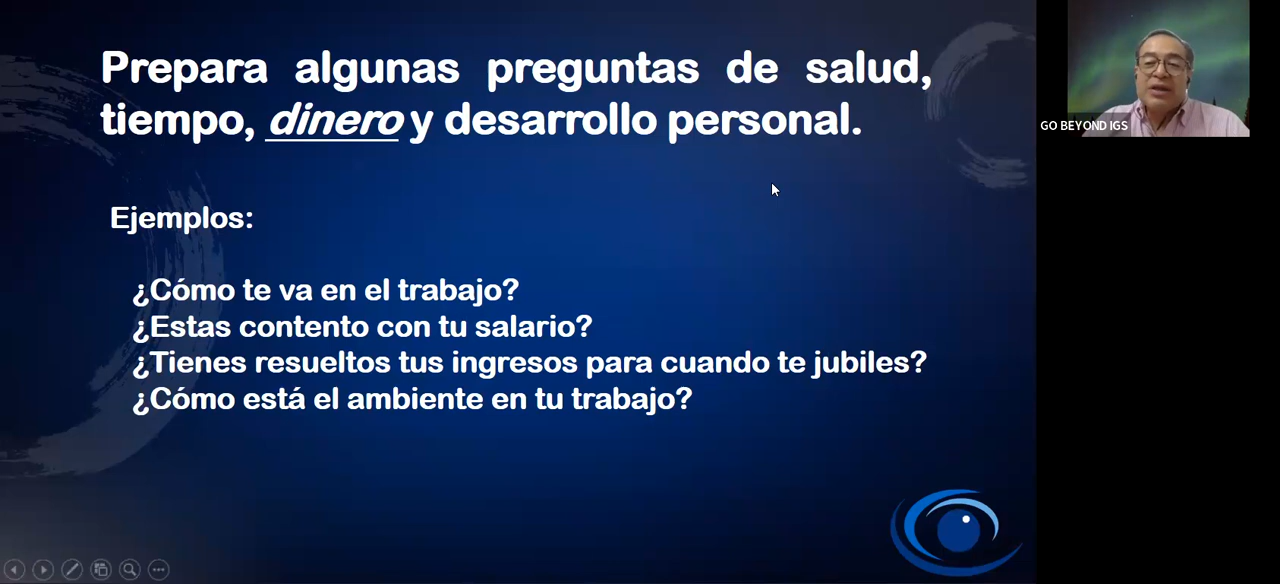 Prepara algunas preguntas de salud,
tiempo, dinero y desarrollo personal.
Ejemplos:
¿Cómo te va en el trabajo?
¿Estas contento con tu salario?
¿Tienes resueltos tus ingresos para cuando te jubiles?
¿Cómo está el ambiente en tu trabajo?
GO BEYOND IGS